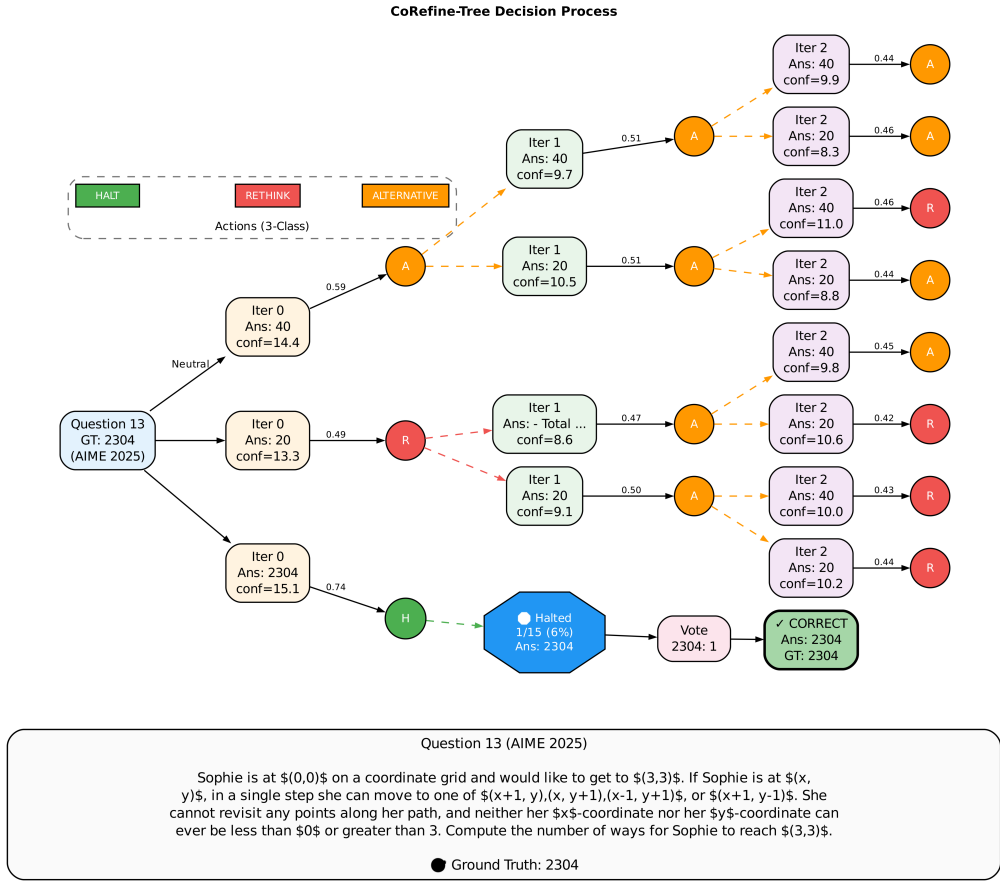 CoRefine-Tree Decision Process
Iter 2
Ans: 40
conf=9.9
0.44
A
Iter 2
Ans: 20
conf=8.3
0.46
A
Iter 1
Ans: 40
conf=9.7
0.51
A
HALT
RETHINK
ALTERNATIVE
Actions (3-Class)
Iter 2
Ans: 40
conf=11.0
0.46
R
Iter 1
Ans: 20
conf=10.5
0.51
A
Iter 2
Ans: 20
conf=8.8
0.44
A
A
0.59
Iter 0
Ans: 40
conf=14.4
Neutral
Iter 2
Ans: 40
conf=9.8
0.45
A
Question 13
GT: 2304
(AIME 2025)
Iter 0
Ans: 20
conf=13.3
0.49
R
Iter 1
Ans: - Total ...
conf=8.6
0.47
A
Iter 2
Ans: 20
conf=10.6
0.42
R
Iter 1
Ans: 20
conf=9.1
0.50
A
Iter 2
Ans: 40
conf=10.0
0.43
R
Iter 2
Ans: 20
conf=10.2
0.44
R
Iter 0
Ans: 2304
conf=15.1
0.74
H
Halted
1/15 (6%)
Ans: 2304
Vote
2304: 1
✓ CORRECT
Ans: 2304
GT: 2304
Question 13 (AIME 2025)
Sophie is at $(0,0)$ on a coordinate grid and would like to get to $(3,3)$. If Sophie is at $(x,
y)$, in a single step she can move to one of $(x+1, y),(x, y+1),(x-1, y+1)$, or $(x+1, y-1)$. She
cannot revisit any points along her path, and neither her $x$-coordinate nor her $y$-coordinate can
ever be less than $0$ or greater than 3. Compute the number of ways for Sophie to reach $(3,3)$.
Ground Truth: 2304